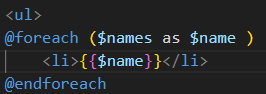 <ul>
@foreach ($names as $name )
    <li>{{$name}}</li>
@endforeach